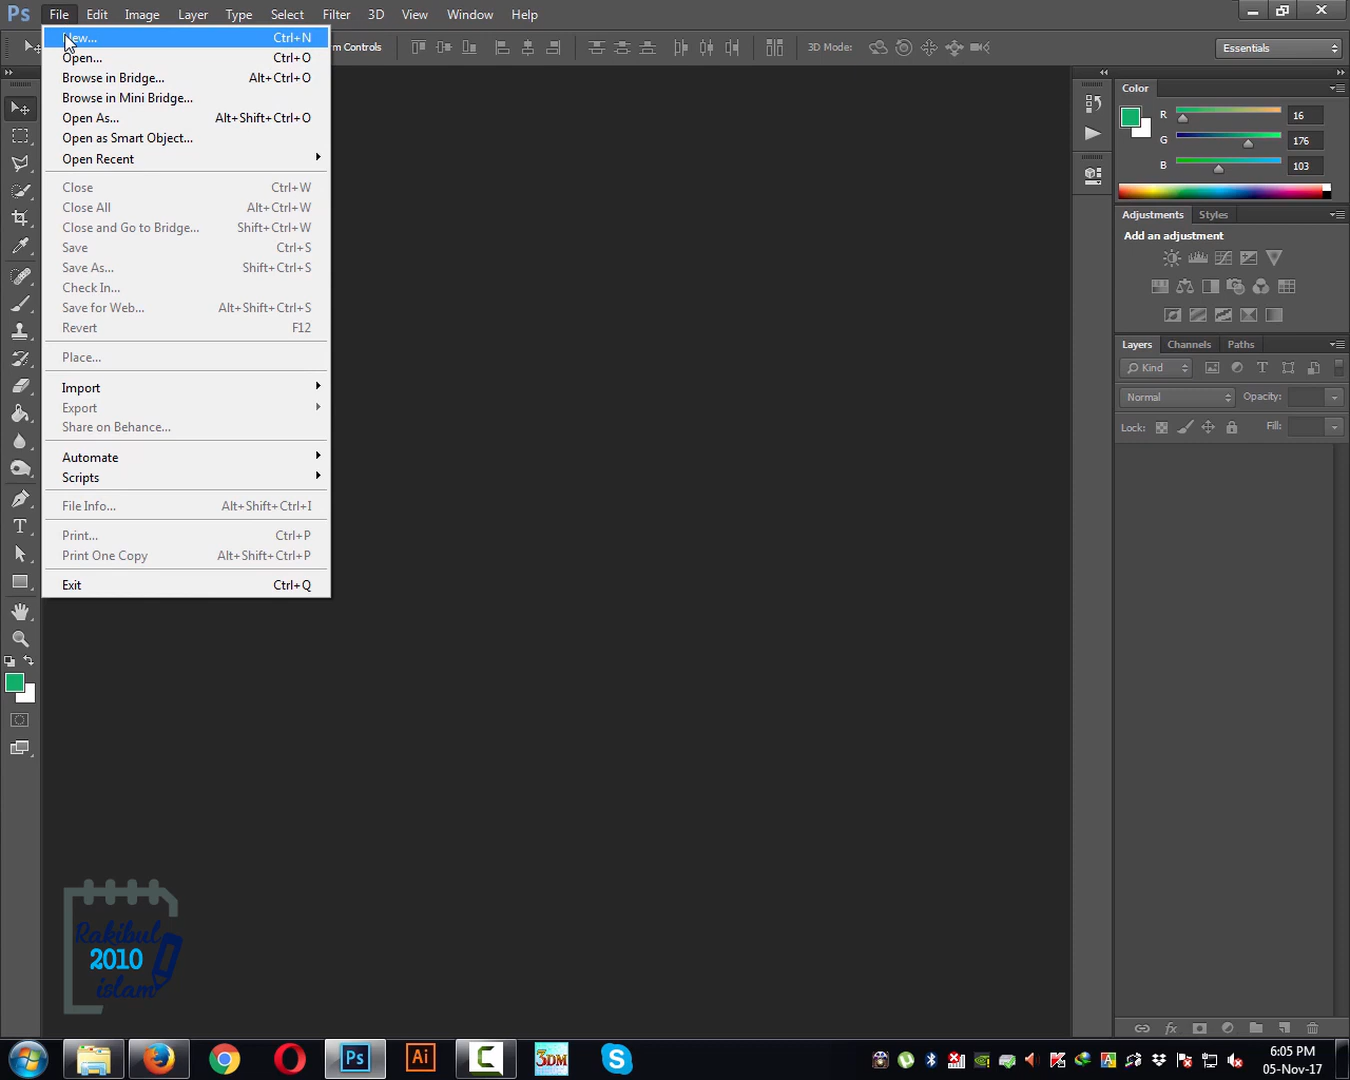 Ps File Edit Image Layer Type Select Filter 3D View Window Help
New... Ctrl+N
m Controls
3D Mode:
Essentials
Open... Ctrl+O
Browse in Bridge... Alt+Ctrl+O
Browse in Mini Bridge...
Open As... Alt+Shift+Ctrl+O
Open as Smart Object...
Open Recent
Close Ctrl+W
Close All Alt+Ctrl+W
Close and Go to Bridge... Shift+Ctrl+W
Save Ctrl+S
Save As... Shift+Ctrl+S
Check In...
Save for Web... Alt+Shift+Ctrl+S
Revert F12
Place...
Import
Export
Share on Behance...
Automate
Scripts
File Info... Alt+Shift+Ctrl+I
Print... Ctrl+P
Print One Copy Alt+Shift+Ctrl+P
Exit Ctrl+Q
Color
R 16
G 176
B 103
Adjustments Styles
Add an adjustment
Layers Channels Paths
Kind
Normal Opacity:
Lock: Fill:
Rakibul
2010
islam
Ps Ai 3DM
6:05 PM
05-Nov-17